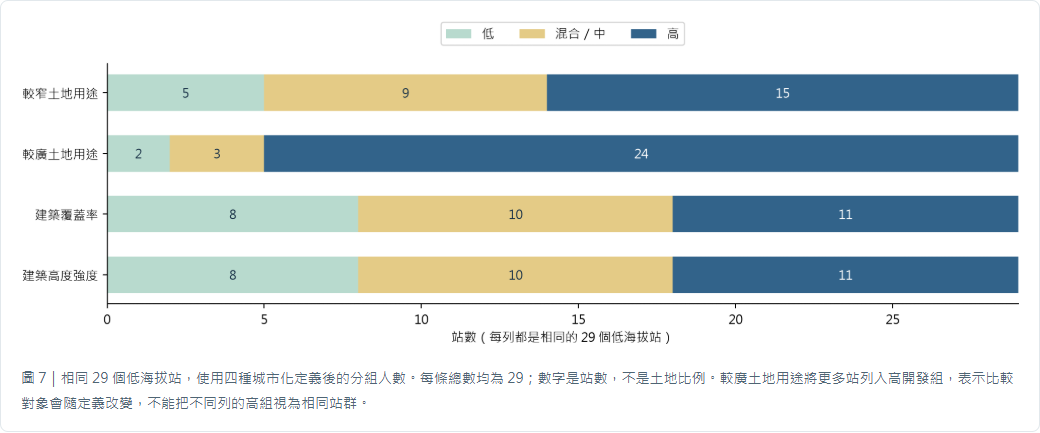 低 混合 / 中 高
較窄土地用途 5 9 15
較廣土地用途 2 3 24
建築覆蓋率 8 10 11
建築高度強度 8 10 11
0 5 10 15 20 25
站數（每列都是相同的 29 個低海拔站）
圖 7｜相同 29 個低海拔站，使用四種城市化定義後的分組人數。每條總數均為 29；數字是站數，不是土地比例。較廣土地用途將更多站列入高開發組，表示比較
對象會隨定義改變，不能把不同列的高組視為相同站群。